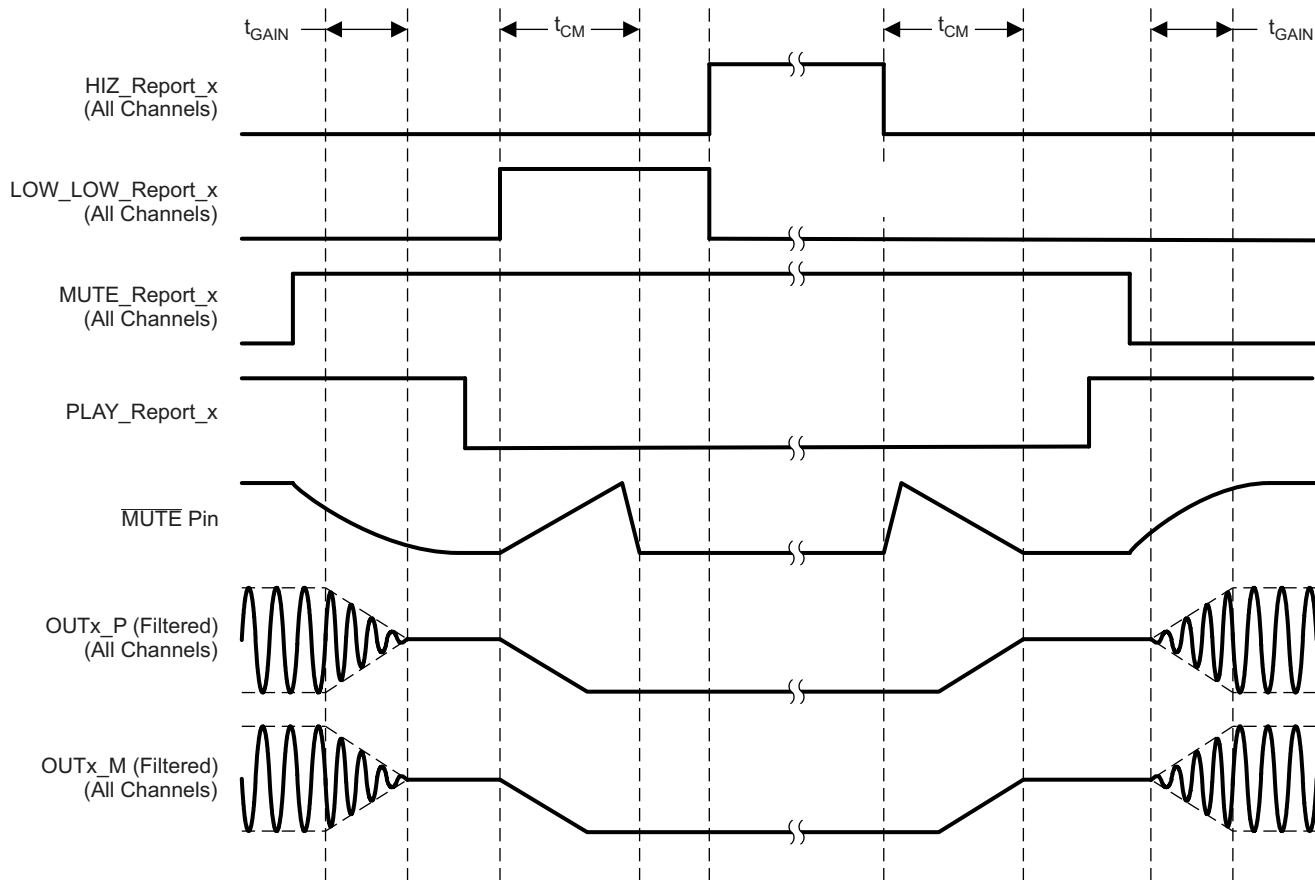 tGAIN
tCM
tCM
tGAIN
HIZ_Report_x
(All Channels)
LOW_LOW_Report_x
(All Channels)
MUTE_Report_x
(All Channels)
PLAY_Report_x
MUTE Pin
OUTx_P (Filtered)
(All Channels)
OUTx_M (Filtered)
(All Channels)